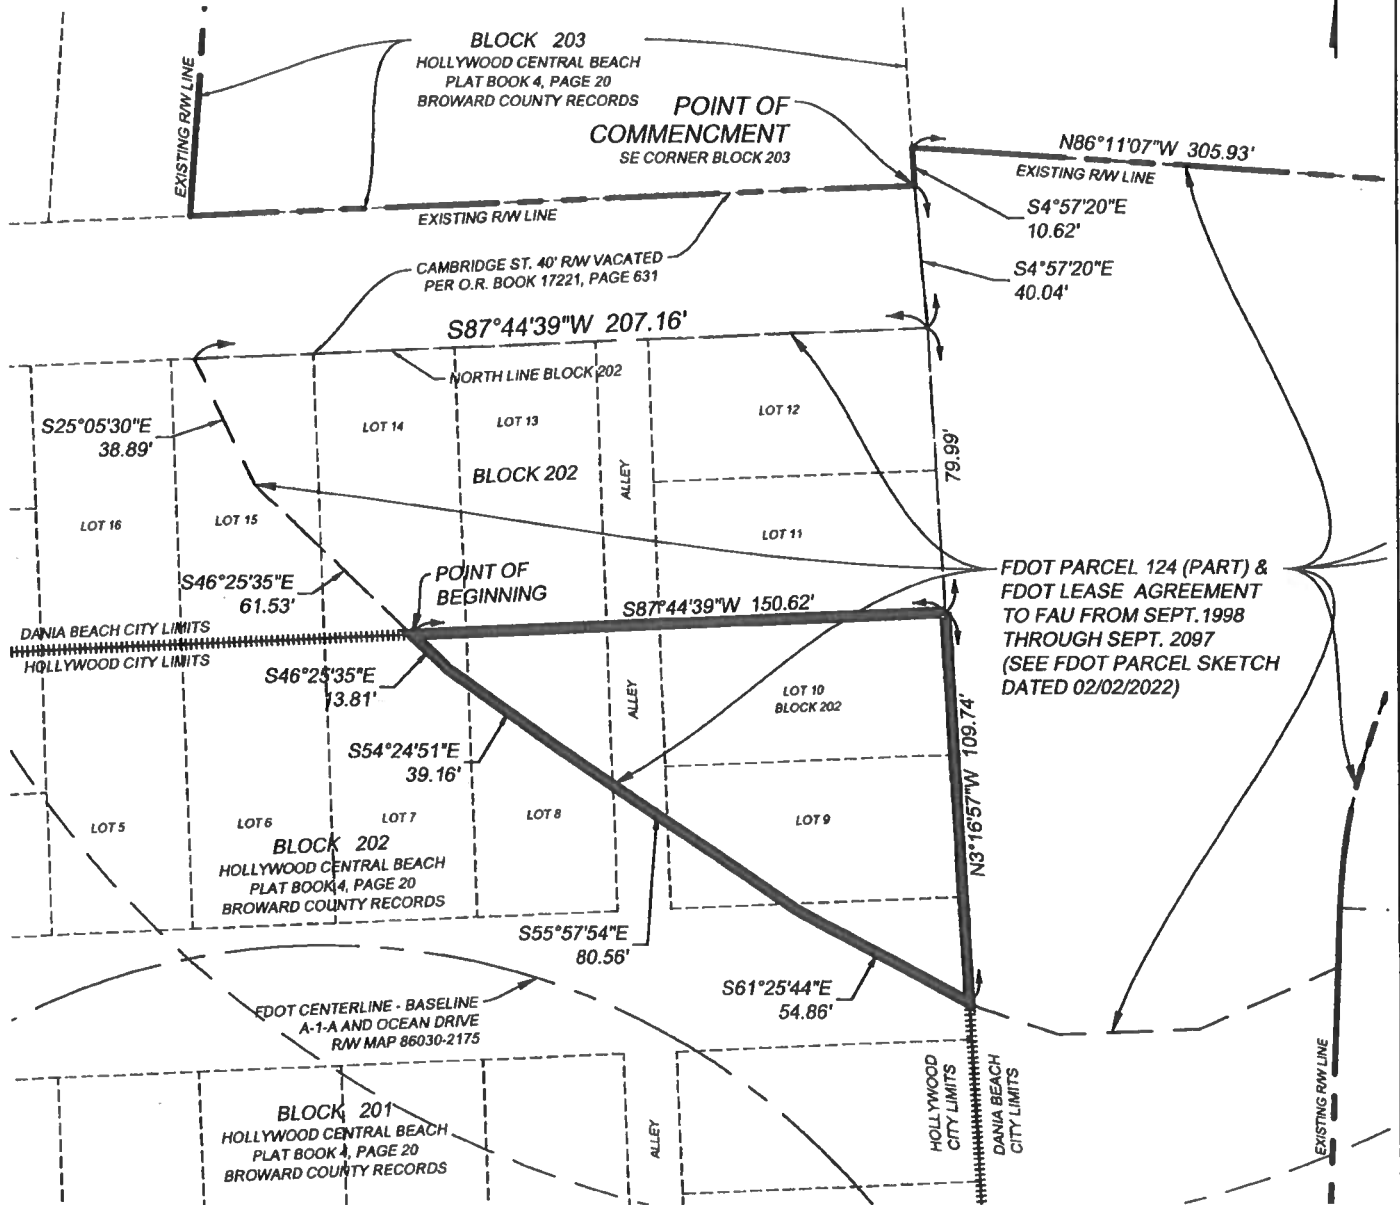 BLOCK 203
HOLLYWOOD CENTRAL BEACH
PLAT BOOK 4, PAGE 20
BROWARD COUNTY RECORDS
EXISTING R/W LINE
POINT OF
COMMENCMENT
SE CORNER BLOCK 203
N86°11'07"W 305.93'
EXISTING R/W LINE
EXISTING R/W LINE
S4°57'20"E
10.62'
CAMBRIDGE ST. 40' R/W VACATED
PER O.R. BOOK 17221, PAGE 631
S4°57'20"E
40.04'
S87°44'39"W 207.16'
NORTH LINE BLOCK 202
S25°05'30"E
38.89'
LOT 14
LOT 13
LOT 12
BLOCK 202
ALLEY
79.99'
LOT 16
LOT 15
LOT 11
S46°25'35"E
61.53'
POINT OF
BEGINNING
S87°44'39"W 150.62'
FDOT PARCEL 124 (PART) &
FDOT LEASE AGREEMENT
TO FAU FROM SEPT.1998
THROUGH SEPT. 2097
(SEE FDOT PARCEL SKETCH
DATED 02/02/2022)
DANIA BEACH CITY LIMITS
HOLLYWOOD CITY LIMITS
S46°25'35"E
13.81'
ALLEY
LOT 10
BLOCK 202
N3°16'57"W 109.74'
S54°24'51"E
39.16'
LOT 5
LOT 6
LOT 7
LOT 8
LOT 9
BLOCK 202
HOLLYWOOD CENTRAL BEACH
PLAT BOOK 4, PAGE 20
BROWARD COUNTY RECORDS
S55°57'54"E
80.56'
S61°25'44"E
54.86'
FDOT CENTERLINE - BASELINE
A-1-A AND OCEAN DRIVE
R/W MAP 86030-2175
HOLLYWOOD
CITY LIMITS
DANIA BEACH
CITY LIMITS
EXISTING R/W LINE
BLOCK 201
HOLLYWOOD CENTRAL BEACH
PLAT BOOK 4, PAGE 20
BROWARD COUNTY RECORDS
ALLEY